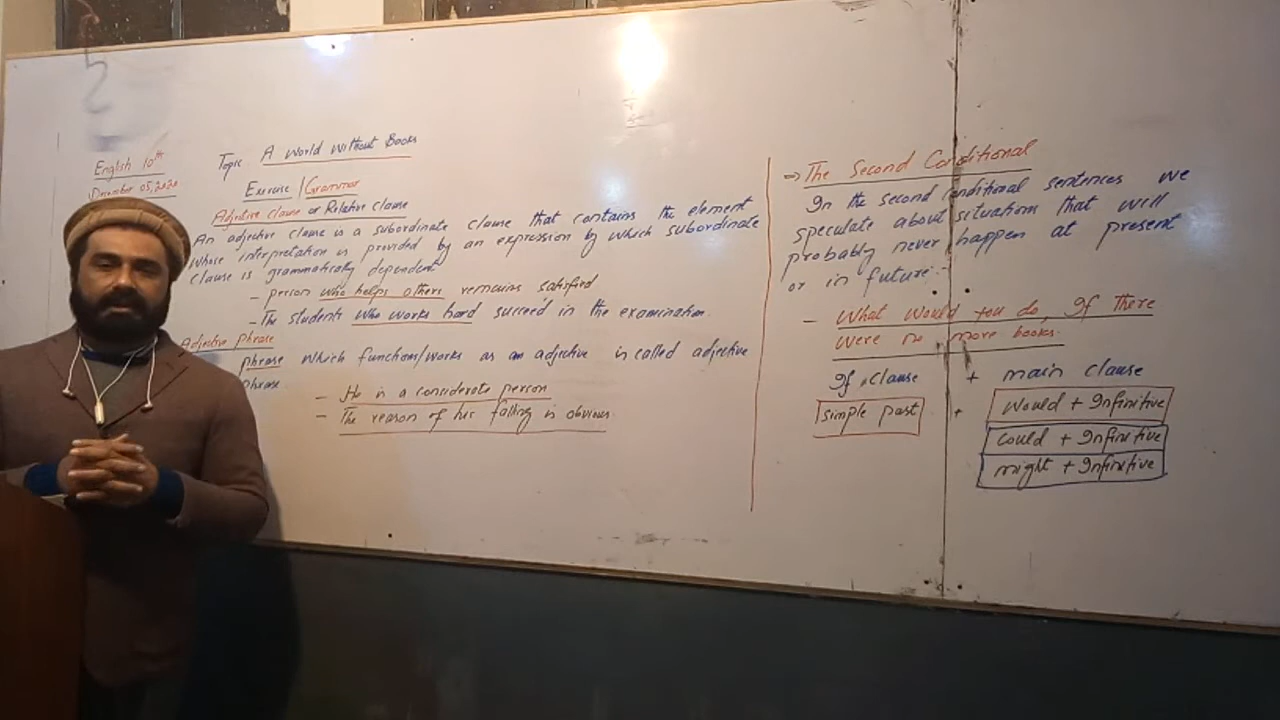 English 10th
December 05, 2020
Topic A World Without Books
Exercise / Grammar
Adjective clause or Relative clause
An adjective clause is a subordinate clause that contains the element
whose interpretation is provided by an expression by which subordinate
clause is grammatically dependent
- person who helps others remains satisfied
- The students who works hard succeed in the examination
Adjective phrase
phrase which functions/works as an adjective is called adjective
phrase
- He is a considerate person
- The reason of his falling is obvious
→ The Second Conditional
In the second conditional sentences we
speculate about situations that will
probably never happen at present
or in future.
- What would you do, If There
were no more books.
If clause + main clause
simple past + would + Infinitive
could + Infinitive
might + Infinitive